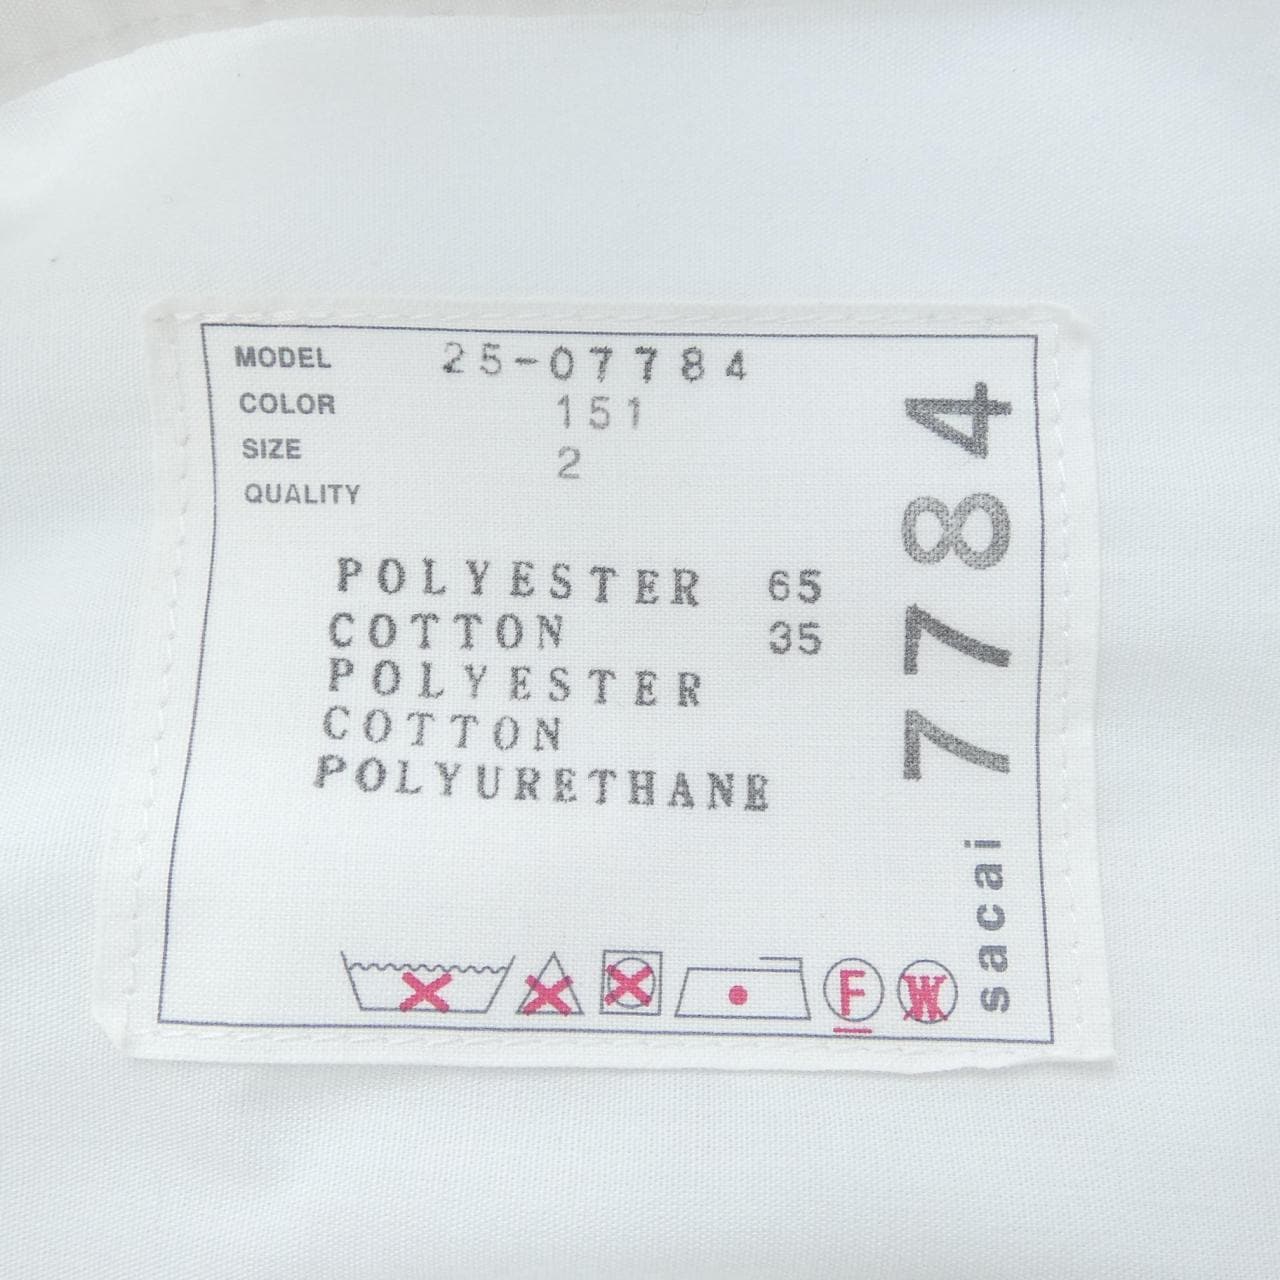 MODEL 25-07784
COLOR 151
SIZE 2
QUALITY
POLYESTER 65
COTTON 35
POLYESTER
COTTON
POLYURETHANE
F
W
sacai 7784